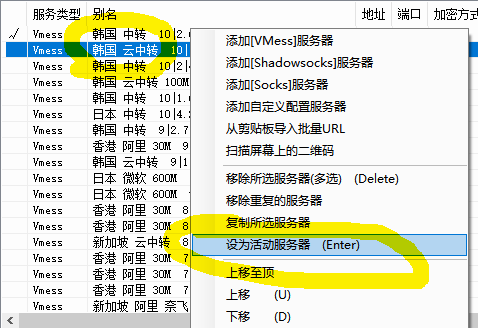 服务类型 别名 地址 端口 加密方式
Vmess 韩国 中转 10|2.
Vmess 韩国 云中转 10|
Vmess 韩国 中转 10|2
Vmess 韩国 云中转 100M
Vmess 韩国 中转 10|1.
Vmess 日本 中转 10|4.
Vmess 韩国 中转 9|2.7
Vmess 香港 阿里 30M 9
Vmess 韩国 云中转 9|1
Vmess 日本 微软 600M
Vmess 日本 微软 600M
Vmess 香港 阿里 30M 8
Vmess 香港 阿里 30M 8
Vmess 新加坡 云中转 8
Vmess 香港 阿里 30M 7
Vmess 香港 阿里 30M 7
Vmess 香港 阿里 30M 7
Vmess 新加坡 阿里 奈飞
添加[VMess]服务器
添加[Shadowsocks]服务器
添加[Socks]服务器
添加自定义配置服务器
从剪贴板导入批量URL
扫描屏幕上的二维码
移除所选服务器(多选) (Delete)
移除重复的服务器
复制所选服务器
设为活动服务器 (Enter)
上移至顶
上移 (U)
下移 (D)